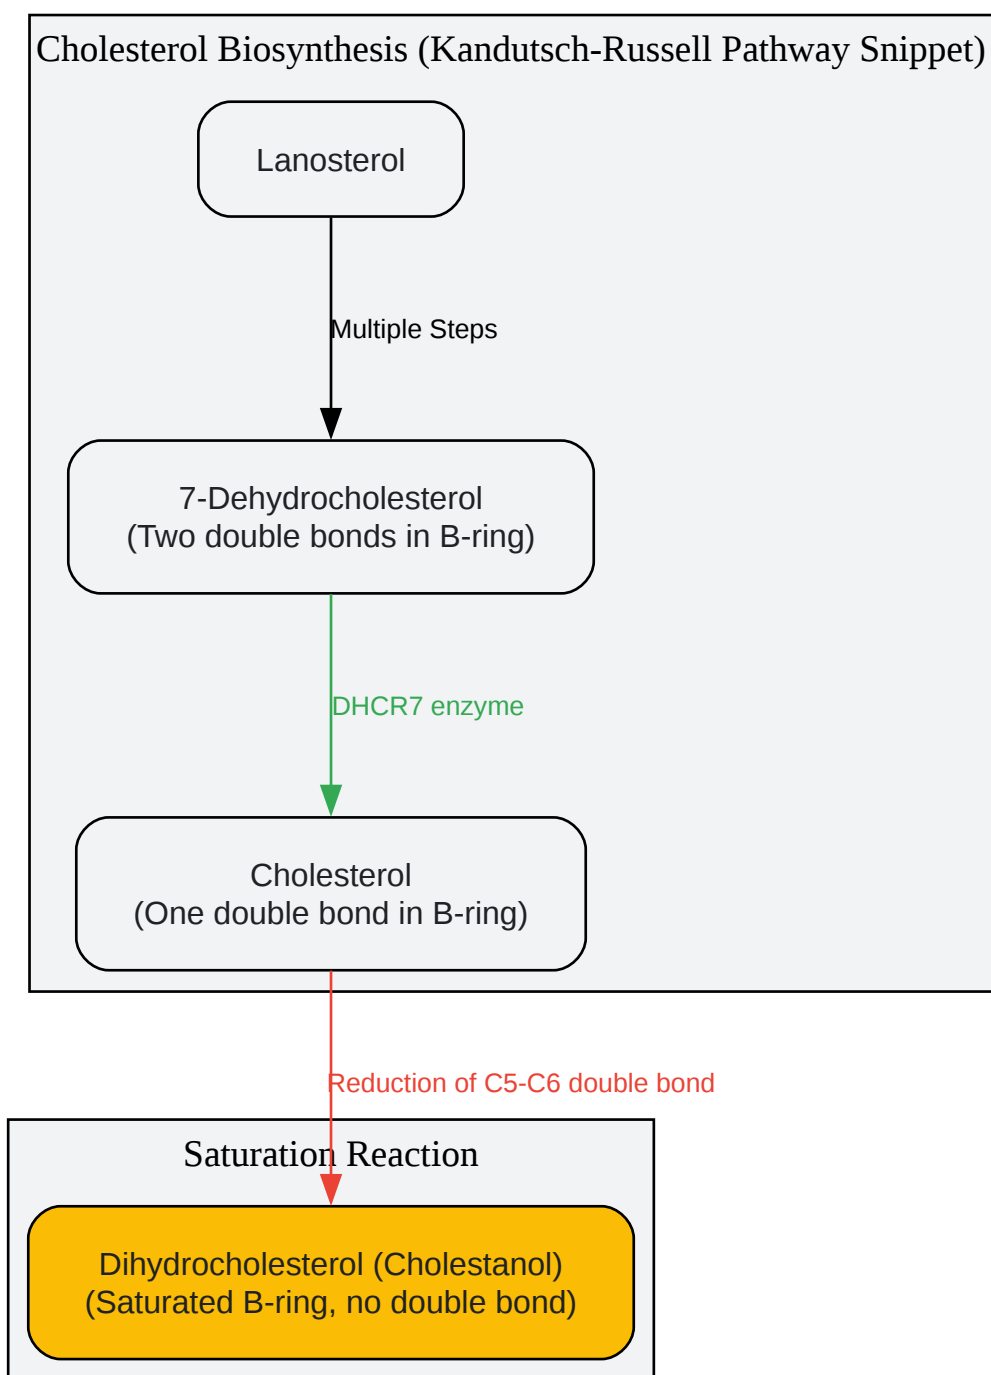 Cholesterol Biosynthesis (Kandutsch-Russell Pathway Snippet)
Lanosterol
Multiple Steps
7-Dehydrocholesterol
(Two double bonds in B-ring)
DHCR7 enzyme
Cholesterol
(One double bond in B-ring)
Reduction of C5-C6 double bond
Saturation Reaction
Dihydrocholesterol (Cholestanol)
(Saturated B-ring, no double bond)